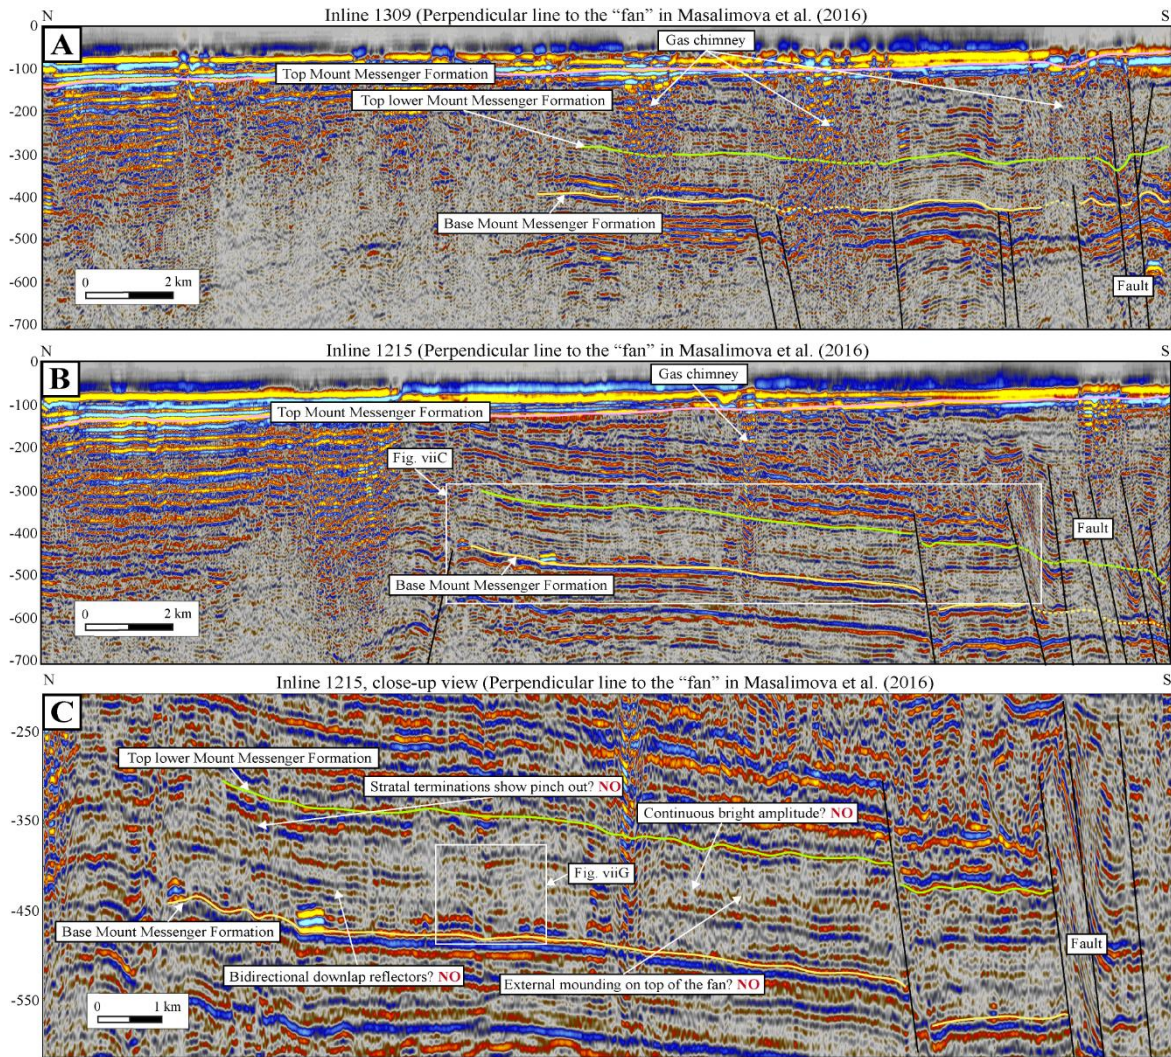 N
Inline 1309 (Perpendicular line to the “fan” in Masalimova et al. (2016)
S
A
0
-100
-200
-300
-400
-500
-600
-700
Gas chimney
Top Mount Messenger Formation
Top lower Mount Messenger Formation
Base Mount Messenger Formation
0 2 km
Fault
N
Inline 1215 (Perpendicular line to the “fan” in Masalimova et al. (2016)
S
B
0
-100
-200
-300
-400
-500
-600
-700
Gas chimney
Top Mount Messenger Formation
Fig. viiC
Fault
Base Mount Messenger Formation
0 2 km
N
Inline 1215, close-up view (Perpendicular line to the “fan” in Masalimova et al. (2016)
S
C
-250
-350
-450
-550
Top lower Mount Messenger Formation
Stratal terminations show pinch out? NO
Continuous bright amplitude? NO
Fig. viiG
Base Mount Messenger Formation
Fault
Bidirectional downlap reflectors? NO
External mounding on top of the fan? NO
0 1 km